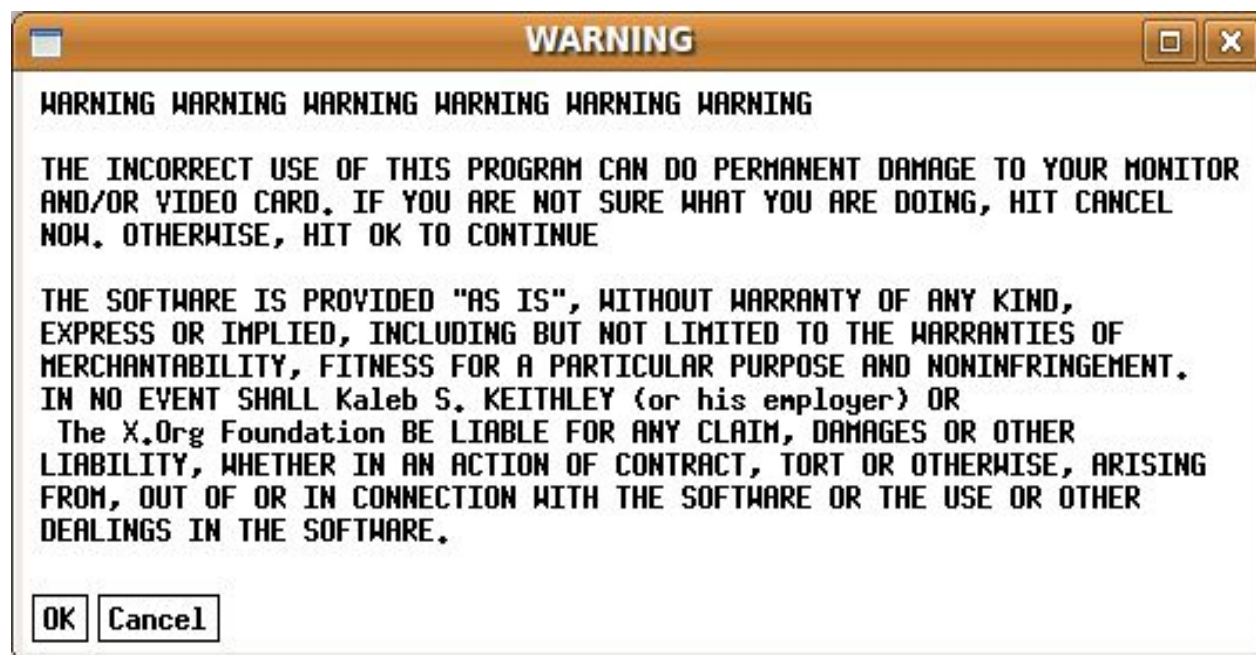 WARNING
WARNING WARNING WARNING WARNING WARNING WARNING
THE INCORRECT USE OF THIS PROGRAM CAN DO PERMANENT DAMAGE TO YOUR MONITOR
AND/OR VIDEO CARD. IF YOU ARE NOT SURE WHAT YOU ARE DOING, HIT CANCEL
NOW. OTHERWISE, HIT OK TO CONTINUE
THE SOFTWARE IS PROVIDED "AS IS", WITHOUT WARRANTY OF ANY KIND,
EXPRESS OR IMPLIED, INCLUDING BUT NOT LIMITED TO THE WARRANTIES OF
MERCHANTABILITY, FITNESS FOR A PARTICULAR PURPOSE AND NONINFRINGEMENT.
IN NO EVENT SHALL Kaleb S. KEITHLEY (or his employer) OR
The X.Org Foundation BE LIABLE FOR ANY CLAIM, DAMAGES OR OTHER
LIABILITY, WHETHER IN AN ACTION OF CONTRACT, TORT OR OTHERWISE, ARISING
FROM, OUT OF OR IN CONNECTION WITH THE SOFTWARE OR THE USE OR OTHER
DEALINGS IN THE SOFTWARE.
OK Cancel